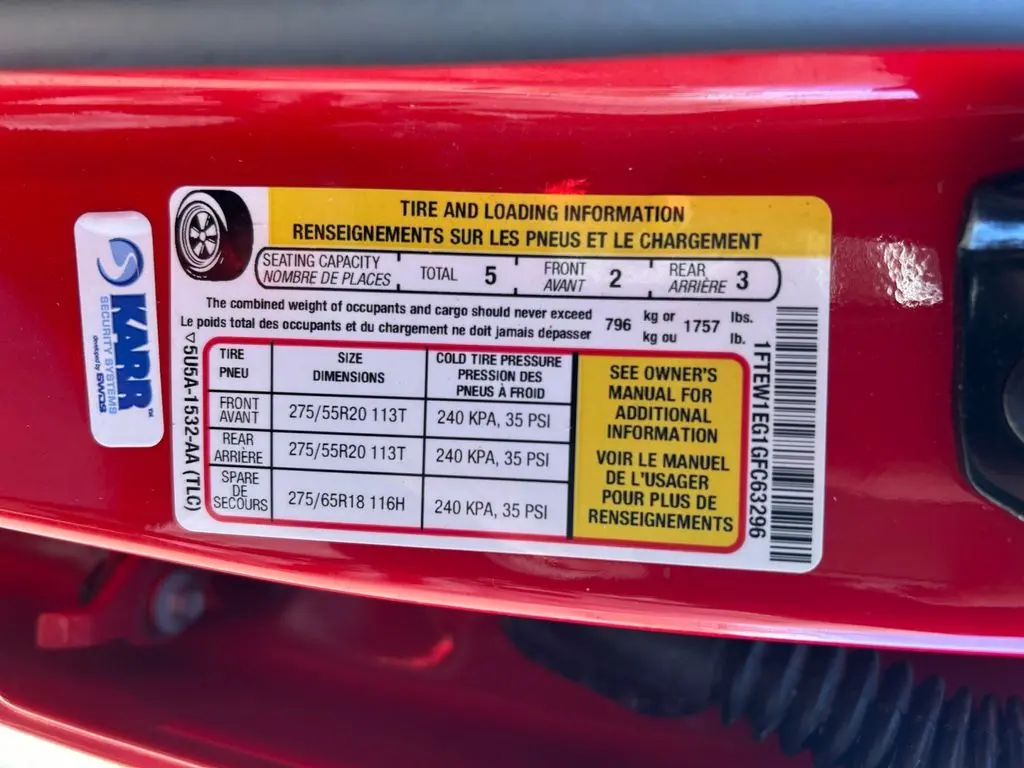 TIRE AND LOADING INFORMATION
RENSEIGNEMENTS SUR LES PNEUS ET LE CHARGEMENT
SEATING CAPACITY
NOMBRE DE PLACES
TOTAL 5
FRONT
AVANT 2
REAR
ARRIÈRE 3
The combined weight of occupants and cargo should never exceed 796 kg or 1757 lbs.
Le poids total des occupants et du chargement ne doit jamais dépasser kg ou lb.
TIRE
PNEU
SIZE
DIMENSIONS
COLD TIRE PRESSURE
PRESSION DES
PNEUS À FROID
FRONT
AVANT
275/55R20 113T
240 KPA, 35 PSI
REAR
ARRIÈRE
275/55R20 113T
240 KPA, 35 PSI
SPARE
DE
SECOURS
275/65R18 116H
240 KPA, 35 PSI
SEE OWNER'S
MANUAL FOR
ADDITIONAL
INFORMATION
VOIR LE MANUEL
DE L'USAGER
POUR PLUS DE
RENSEIGNEMENTS
5U5A-1532-AA (TLC)
1FTEW1EG1GFC63296
KARR™
SECURITY SYSTEMS
developed by SWDS